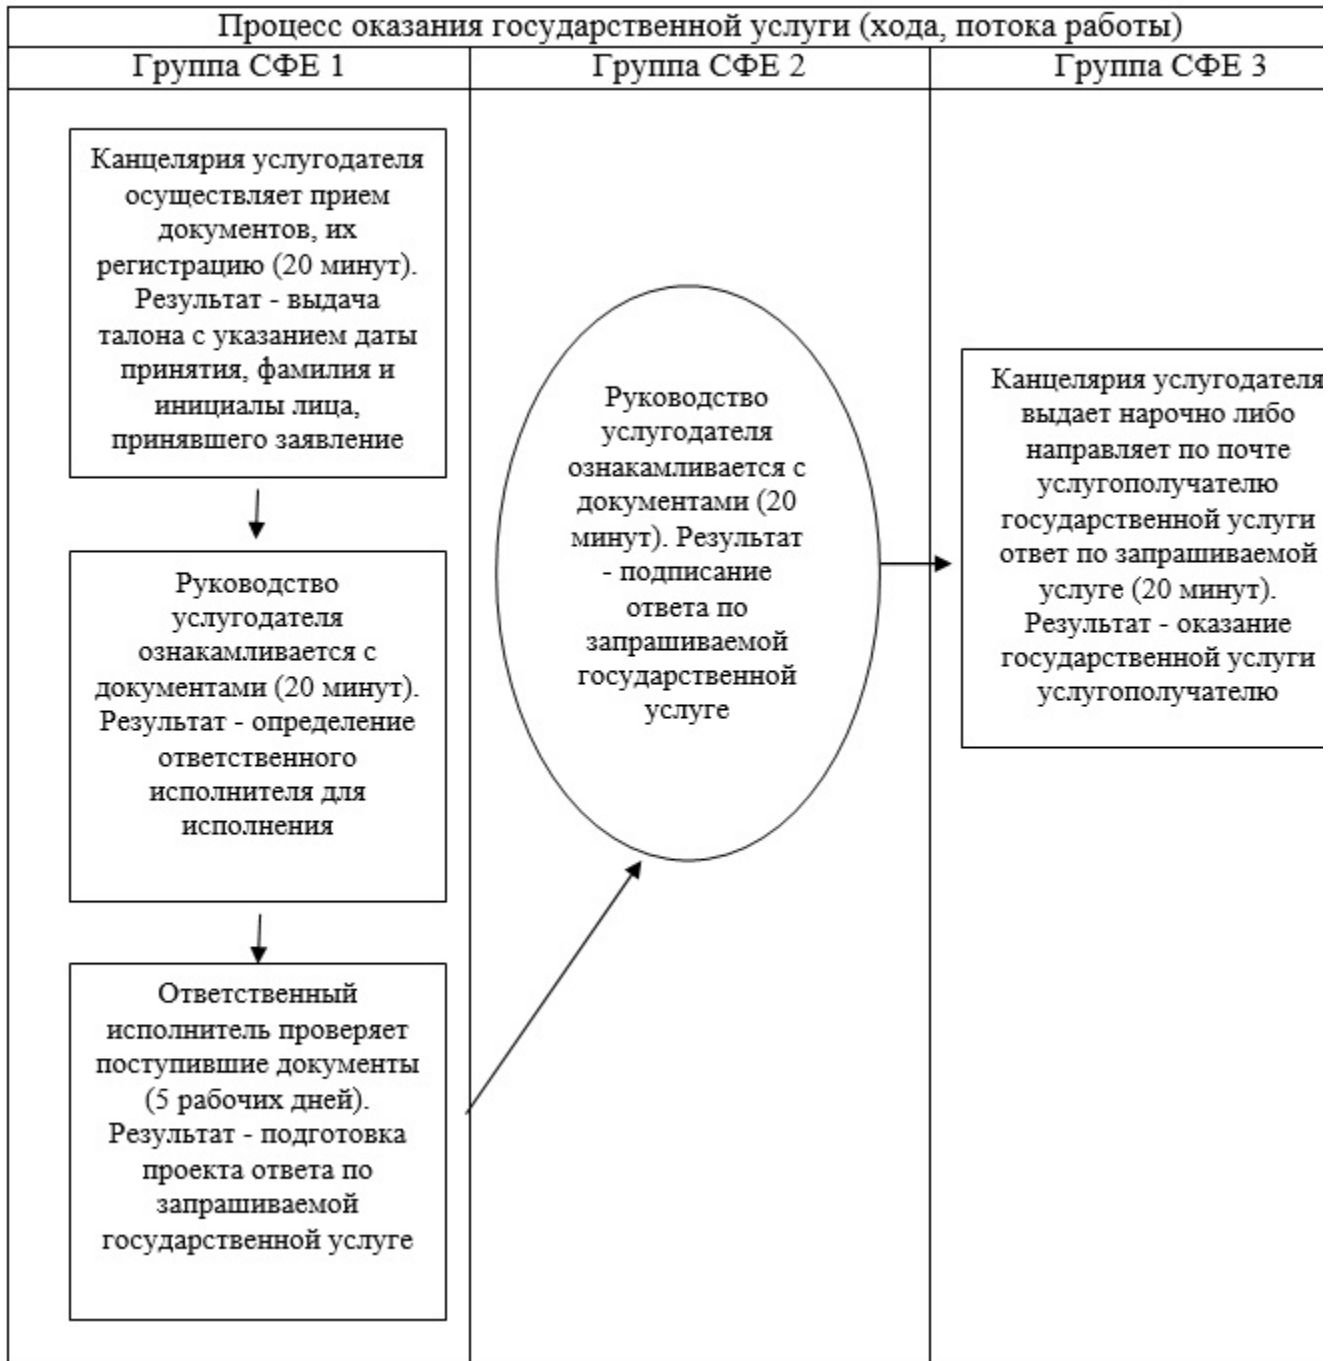 Процесс оказания государственной услуги (хода, потока работы)
Группа СФЕ 1
Группа СФЕ 2
Группа СФЕ 3
Канцелярия услугодателя
осуществляет прием
документов, их
регистрацию (20 минут).
Результат - выдача
талона с указанием даты
принятия, фамилия и
инициалы лица,
принявшего заявление
Руководство
услугодателя
ознакамливается с
документами (20 минут).
Результат - определение
ответственного
исполнителя для
исполнения
Ответственный
исполнитель проверяет
поступившие документы
(5 рабочих дней).
Результат - подготовка
проекта ответа по
запрашиваемой
государственной услуге
Руководство
услугодателя
ознакамливается с
документами (20
минут). Результат
- подписание
ответа по
запрашиваемой
государственной
услуге
Канцелярия услугодателя
выдает нарочно либо
направляет по почте
услугополучателю
государственной услуги
ответ по запрашиваемой
услуге (20 минут).
Результат - оказание
государственной услуги
услугополучателю